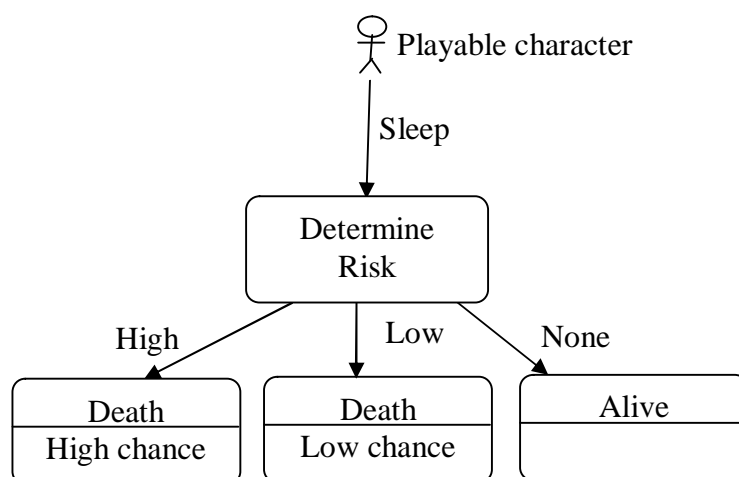 Playable character
Sleep
Determine
Risk
High
Low
None
Death
High chance
Death
Low chance
Alive